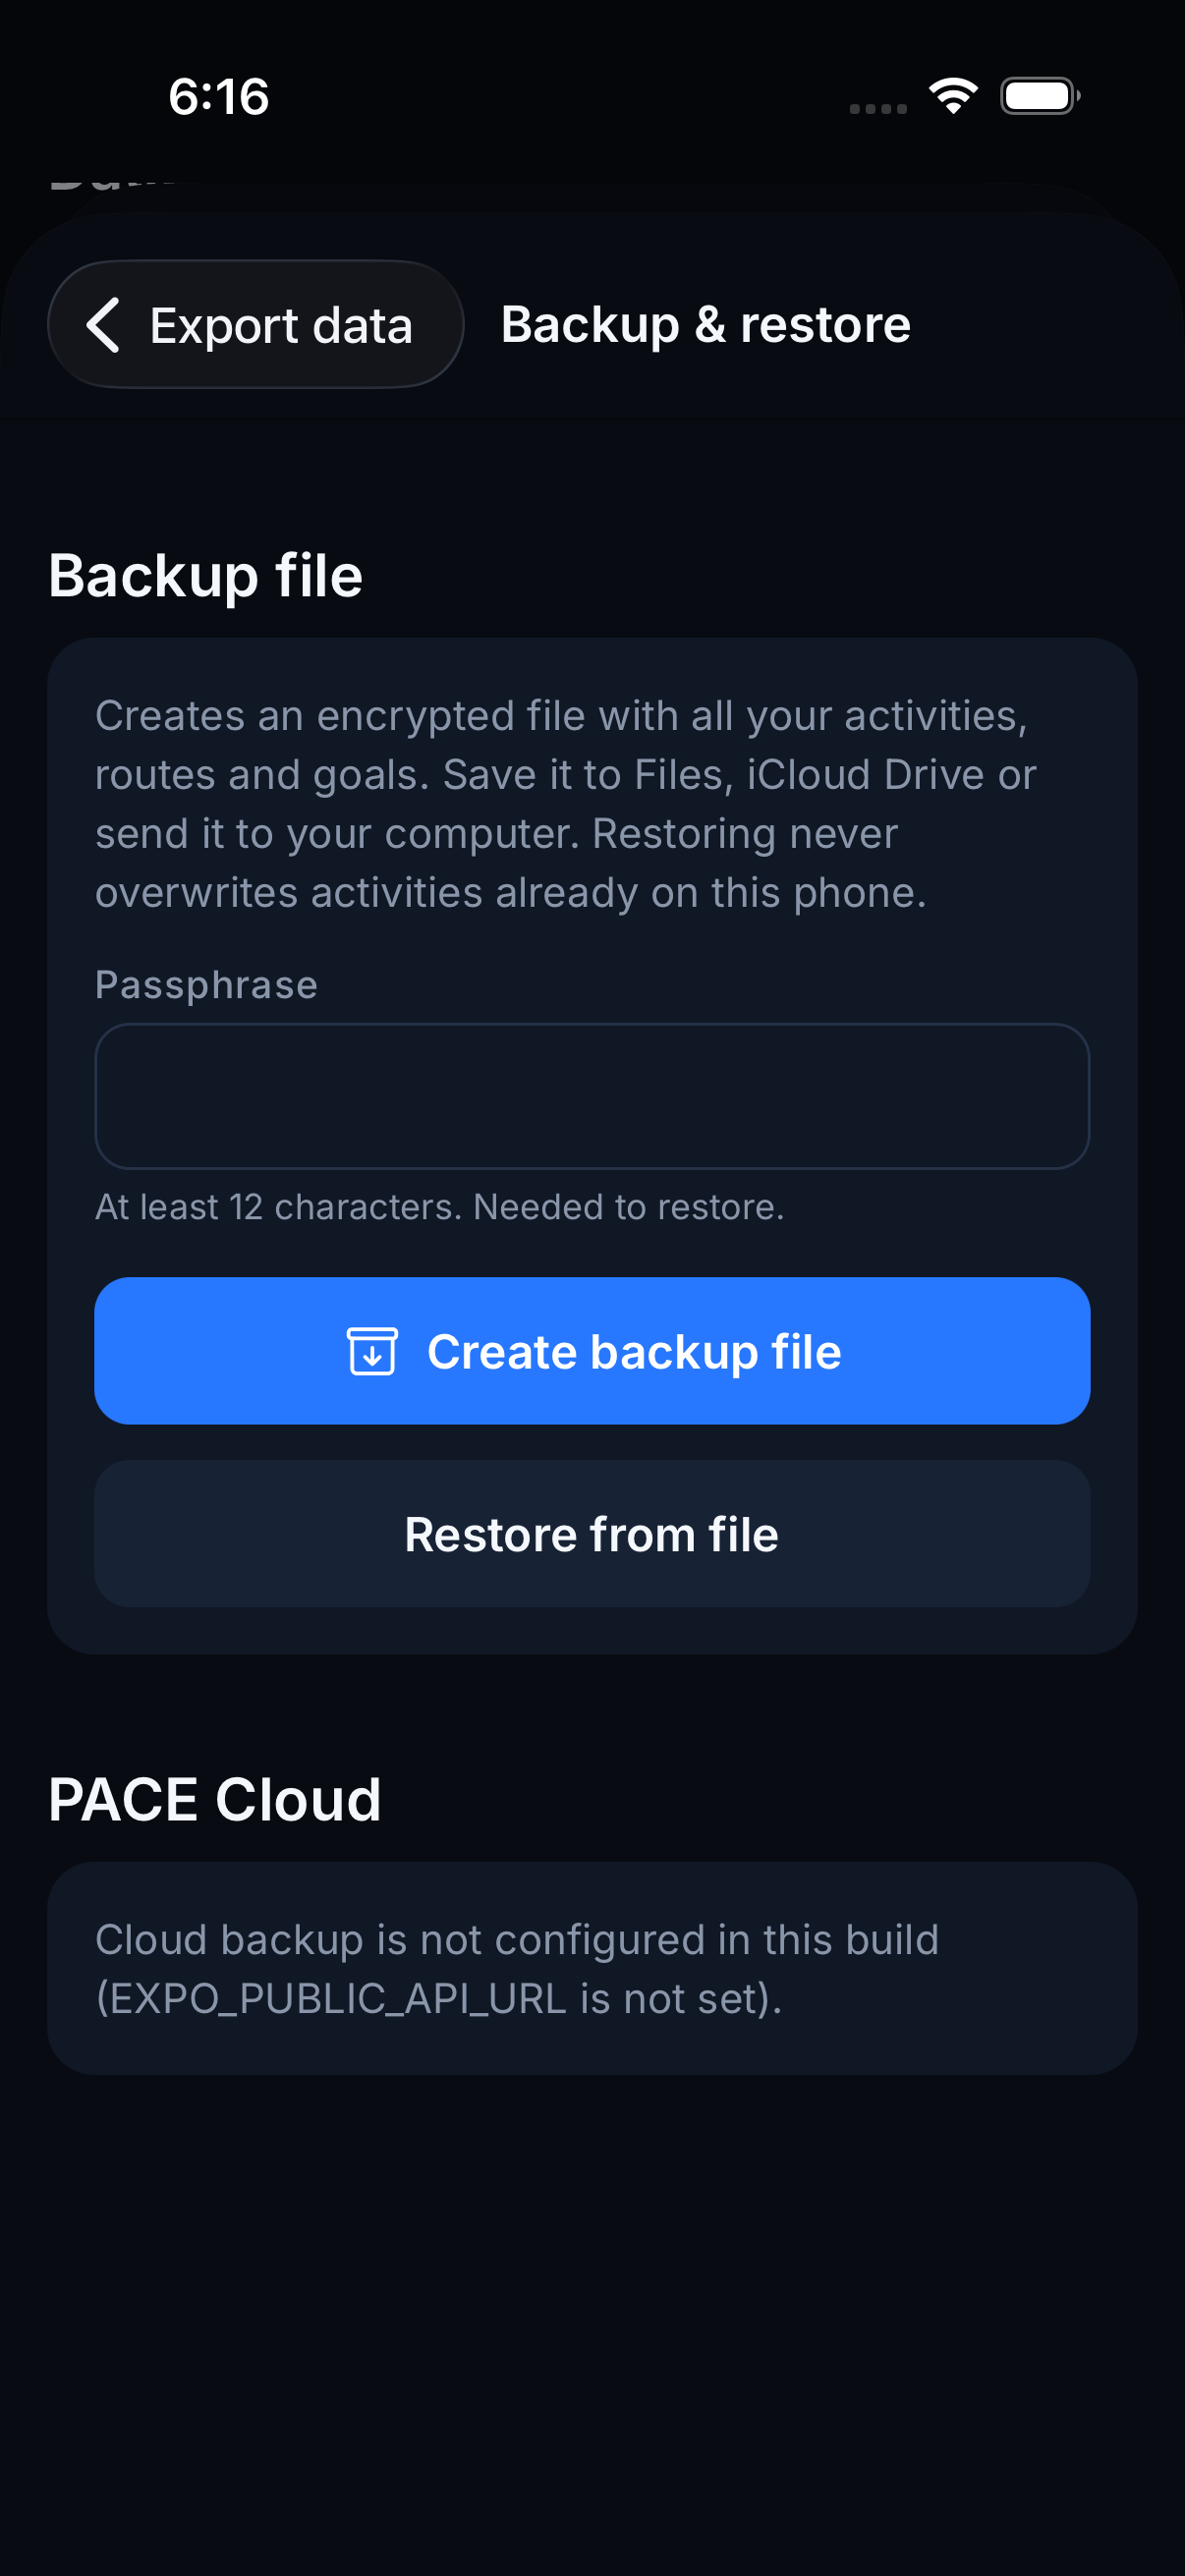 6:16
Export data
Backup & restore
Backup file
Creates an encrypted file with all your activities,
routes and goals. Save it to Files, iCloud Drive or
send it to your computer. Restoring never
overwrites activities already on this phone.
Passphrase
At least 12 characters. Needed to restore.
Create backup file
Restore from file
PACE Cloud
Cloud backup is not configured in this build
(EXPO_PUBLIC_API_URL is not set).